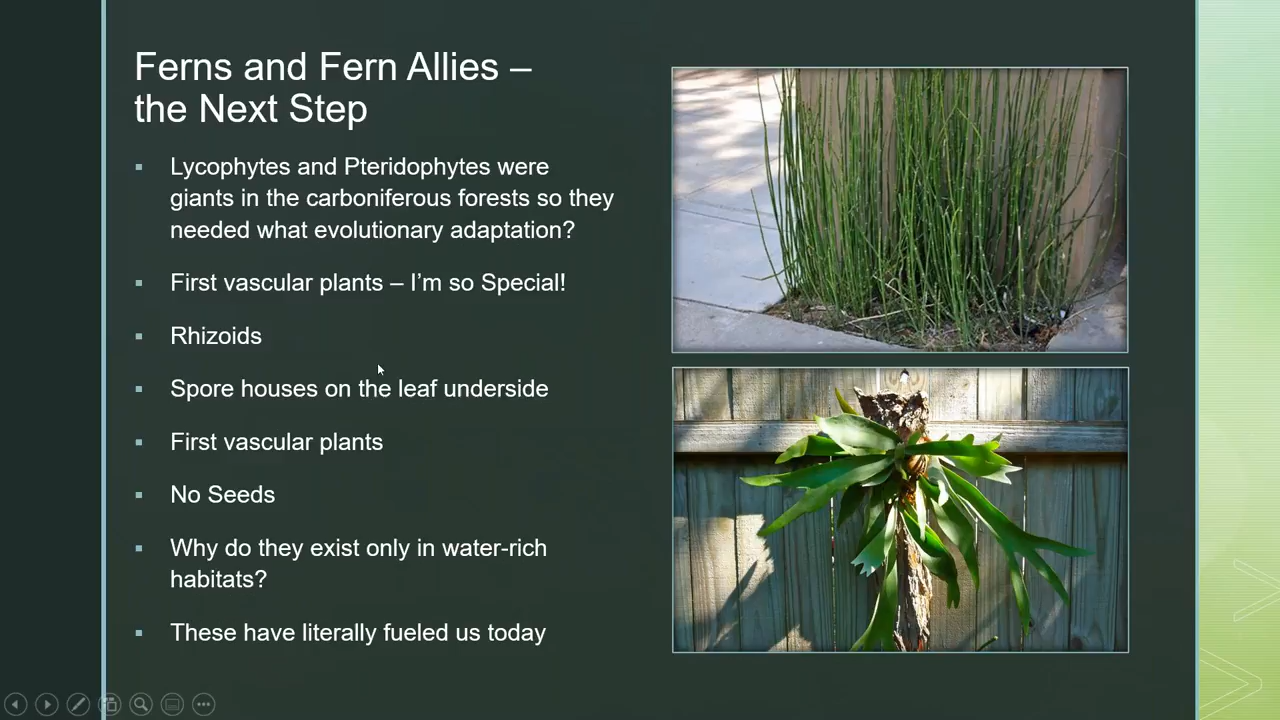 Ferns and Fern Allies –
the Next Step
Lycophytes and Pteridophytes were
giants in the carboniferous forests so they
needed what evolutionary adaptation?
First vascular plants – I’m so Special!
Rhizoids
Spore houses on the leaf underside
First vascular plants
No Seeds
Why do they exist only in water-rich
habitats?
These have literally fueled us today